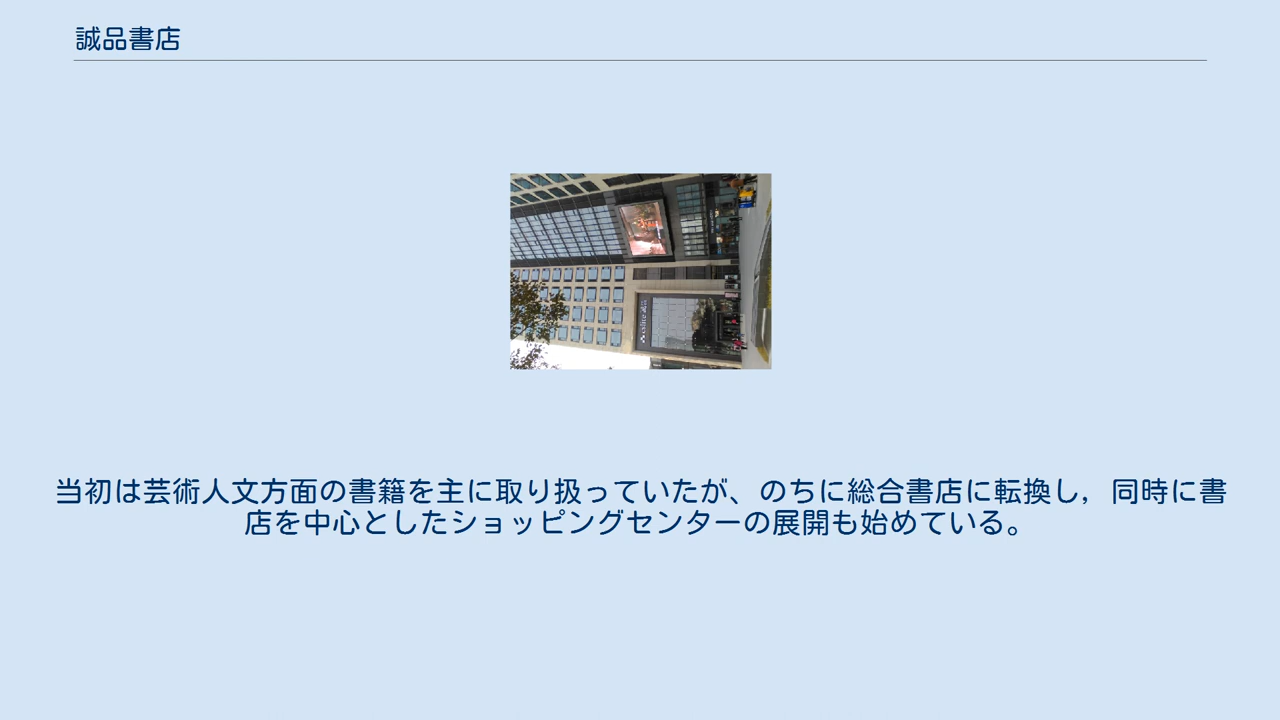 誠品書店
当初は芸術人文方面の書籍を主に取り扱っていたが、のちに総合書店に転換し，同時に書
店を中心としたショッピングセンターの展開も始めている。